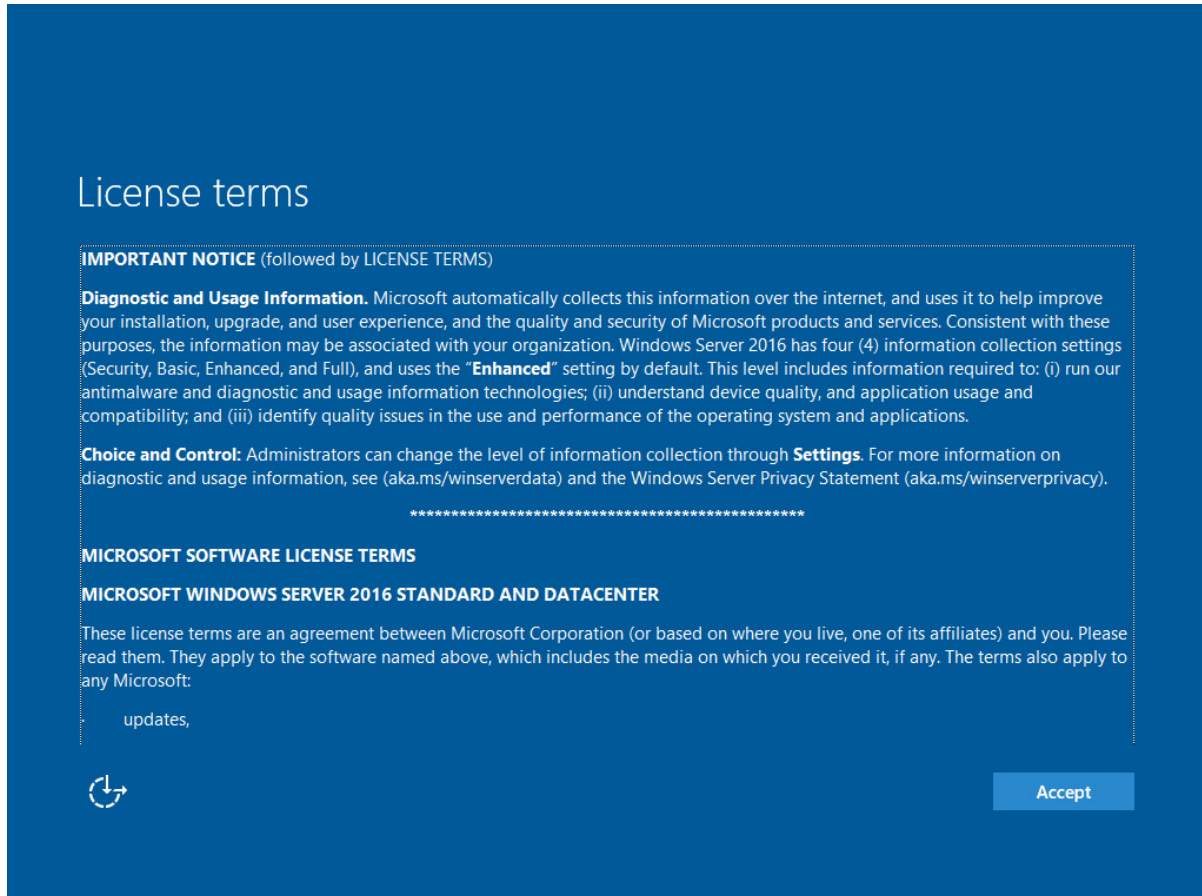 License terms
IMPORTANT NOTICE (followed by LICENSE TERMS)
Diagnostic and Usage Information. Microsoft automatically collects this information over the internet, and uses it to help improve
your installation, upgrade, and user experience, and the quality and security of Microsoft products and services. Consistent with these
purposes, the information may be associated with your organization. Windows Server 2016 has four (4) information collection settings
(Security, Basic, Enhanced, and Full), and uses the “Enhanced” setting by default. This level includes information required to: (i) run our
antimalware and diagnostic and usage information technologies; (ii) understand device quality, and application usage and
compatibility; and (iii) identify quality issues in the use and performance of the operating system and applications.
Choice and Control: Administrators can change the level of information collection through Settings. For more information on
diagnostic and usage information, see (aka.ms/winserverdata) and the Windows Server Privacy Statement (aka.ms/winserverprivacy).
************************************************
MICROSOFT SOFTWARE LICENSE TERMS
MICROSOFT WINDOWS SERVER 2016 STANDARD AND DATACENTER
These license terms are an agreement between Microsoft Corporation (or based on where you live, one of its affiliates) and you. Please
read them. They apply to the software named above, which includes the media on which you received it, if any. The terms also apply to
any Microsoft:
· updates,
Accept